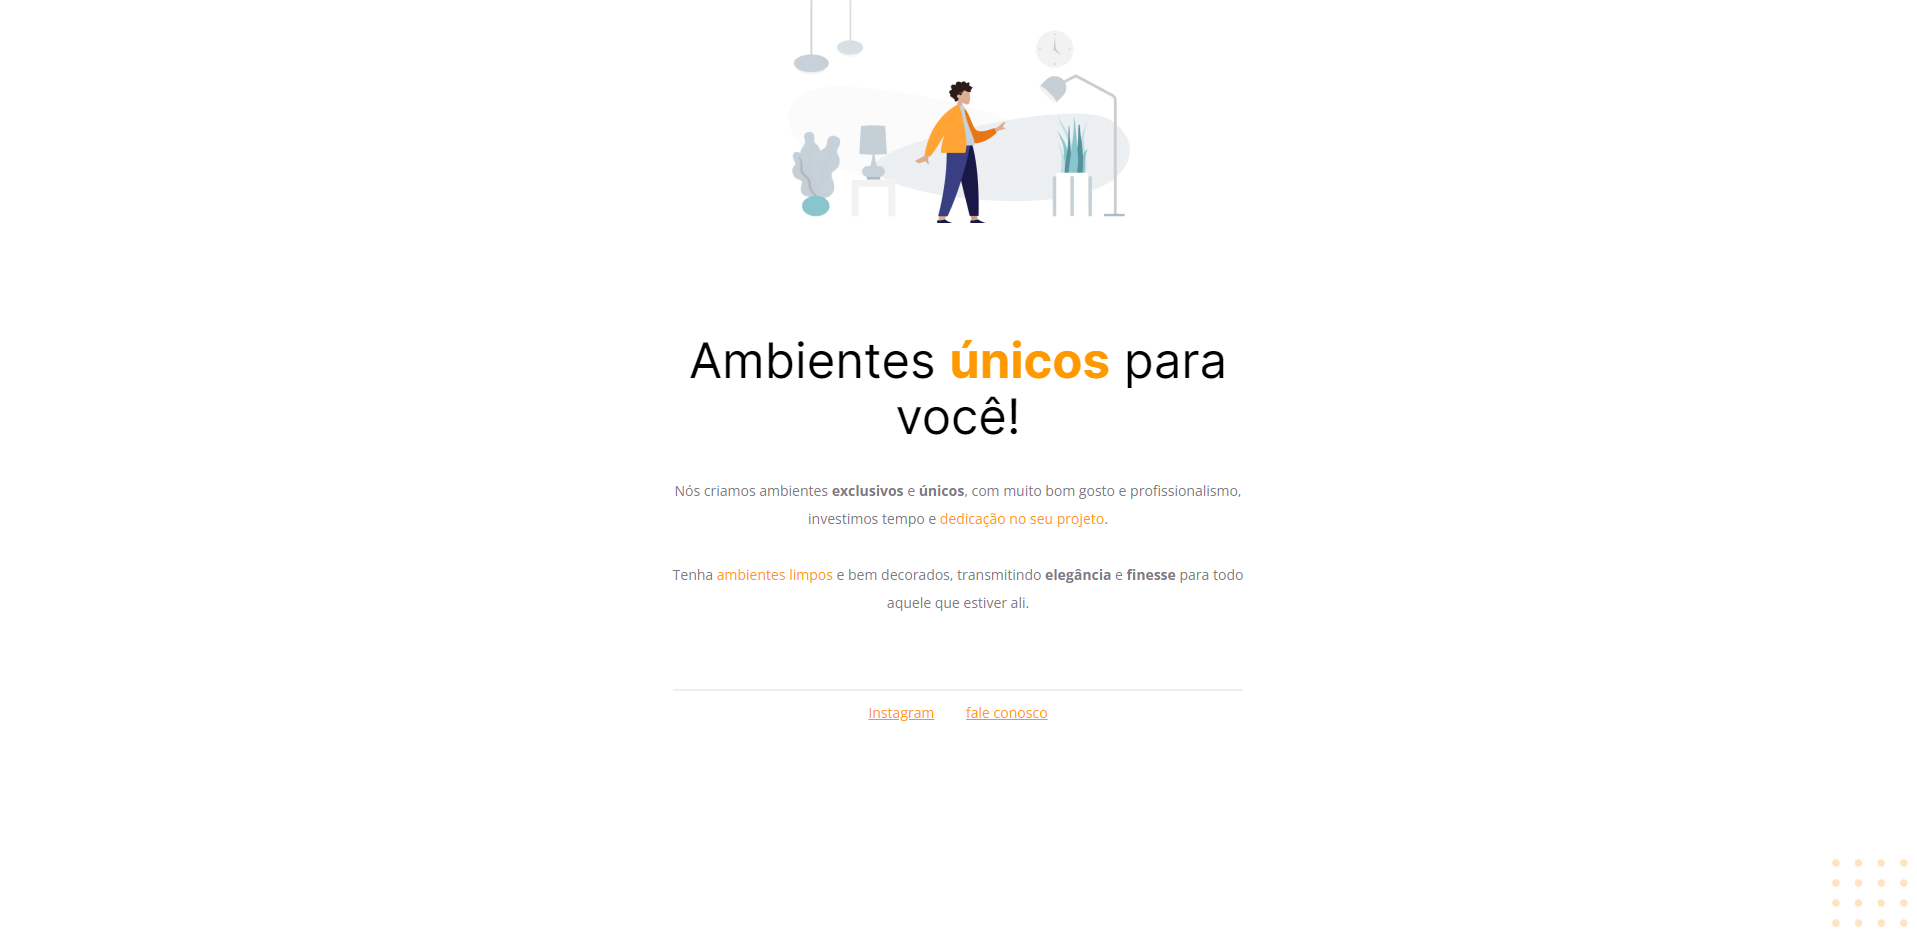 Ambientes únicos para
você!
Nós criamos ambientes exclusivos e únicos, com muito bom gosto e profissionalismo,
investimos tempo e dedicação no seu projeto.
Tenha ambientes limpos e bem decorados, transmitindo elegância e finesse para todo
aquele que estiver ali.
Instagram fale conosco